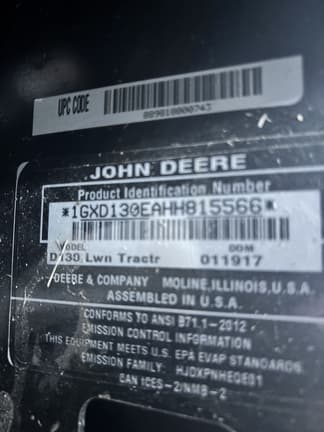 UPC CODE
JOHN DEERE
Product Identification Number
*1GXD130EAHH815566*
MODEL DOM
D130 Lwn Tractr 011917
DEERE & COMPANY MOLINE, ILLINOIS, U.S.A.
ASSEMBLED IN U.S.A.
CONFORMS TO ANSI B71.1-2012
EMISSION CONTROL INFORMATION
THIS EQUIPMENT MEETS U.S. EPA EVAP STANDARDS
EMISSION FAMILY:
CAN ICES-2/NMB-2